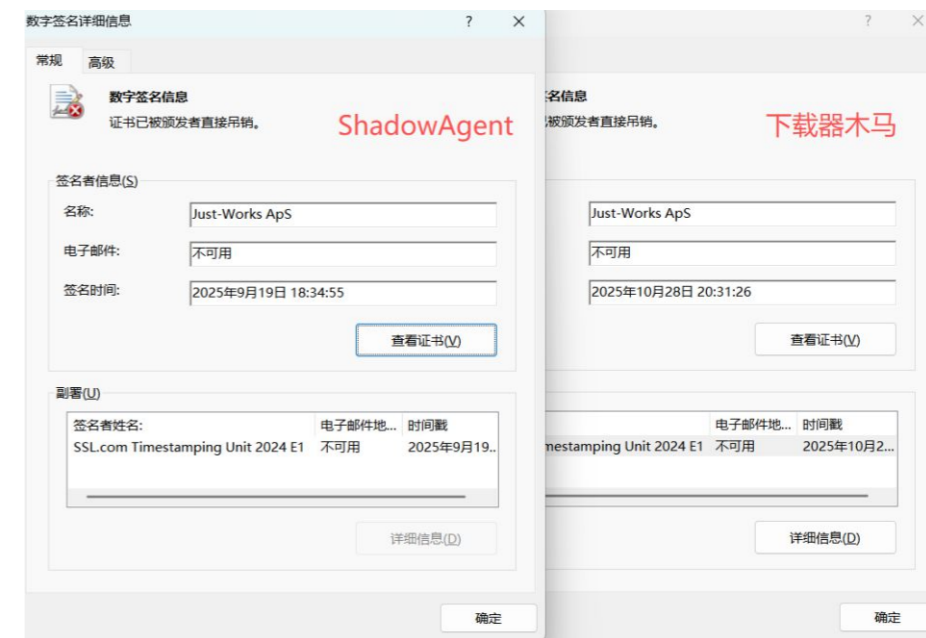 数字签名详细信息
?
×
常规
高级
数字签名信息
证书已被颁发者直接吊销。
ShadowAgent
签名者信息(S)
名称:
Just-Works ApS
电子邮件:
不可用
签名时间:
2025年9月19日 18:34:55
查看证书(V)
副署(U)
签名者姓名:
电子邮件地...
时间戳
SSL.com Timestamping Unit 2024 E1
不可用
2025年9月19..
详细信息(D)
确定
?
×
名信息
被颁发者直接吊销。
下载器木马
Just-Works ApS
不可用
2025年10月28日 20:31:26
查看证书(V)
电子邮件地...
时间戳
mestamping Unit 2024 E1
不可用
2025年10月2...
详细信息(D)
确定